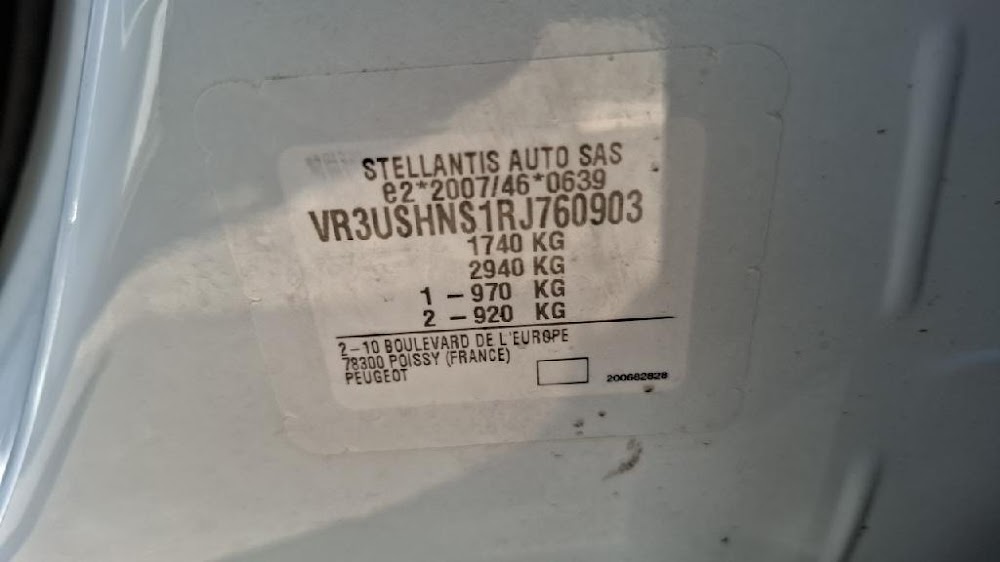 STELLANTIS AUTO SAS
e2*2007/46*0639
VR3USHNS1RJ760903
1740 KG
2940 KG
1 – 970 KG
2 – 920 KG
2–10 BOULEVARD DE L'EUROPE
78300 POISSY (FRANCE)
PEUGEOT
200682828